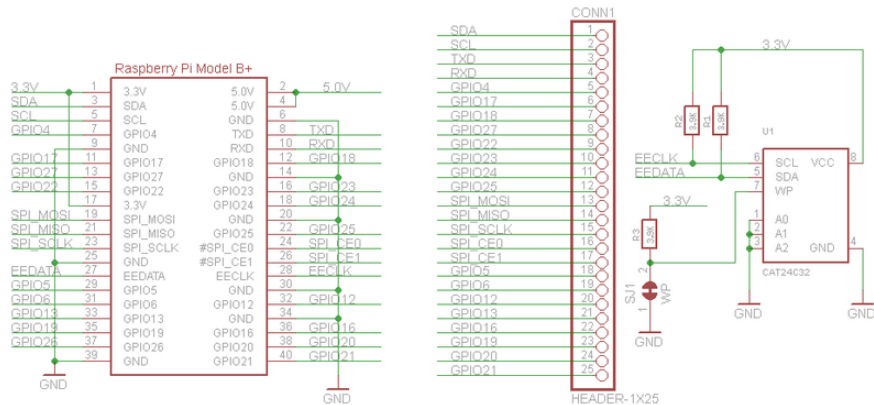 Raspberry Pi Model B+
3.3V 1 3.3V 5.0V 2 5.0V
SDA 3 SDA 5.0V 4
SCL 5 SCL GND 6
GPIO4 7 GPIO4 TXD 8 TXD
9 GND RXD 10 RXD
GPIO17 11 GPIO17 GPIO18 12 GPIO18
GPIO27 13 GPIO27 GND 14
GPIO22 15 GPIO22 GPIO23 16 GPIO23
17 3.3V GPIO24 18 GPIO24
SPI_MOSI 19 SPI_MOSI GND 20
SPI_MISO 21 SPI_MISO GPIO25 22 GPIO25
SPI_SCLK 23 SPI_SCLK #SPI_CE0 24 SPI_CE0
25 GND #SPI_CE1 26 SPI_CE1
EEDATA 27 EEDATA EECLK 28 EECLK
GPIO5 29 GPIO5 GND 30
GPIO6 31 GPIO6 GPIO12 32 GPIO12
GPIO13 33 GPIO13 GND 34
GPIO19 35 GPIO19 GPIO16 36 GPIO16
GPIO26 37 GPIO26 GPIO20 38 GPIO20
39 GND GPIO21 40 GPIO21
GND
GND
CONN1
SDA 1
SCL 2
TXD 3
RXD 4
GPIO4 5
GPIO17 6
GPIO18 7
GPIO27 8
GPIO22 9
GPIO23 10
GPIO24 11
GPIO25 12
SPI_MOSI 13
SPI_MISO 14
SPI_SCLK 15
SPI_CE0 16
SPI_CE1 17
GPIO5 18
GPIO6 19
GPIO12 20
GPIO13 21
GPIO16 22
GPIO19 23
GPIO20 24
GPIO21 25
HEADER-1X25
3.3V
R2 3.9K
R1 3.9K
U1
EECLK 6 SCL VCC 8
EEDATA 5 SDA
7 WP
3.3V
1 A0
2 A1
3 A2 GND 4
CAT24C32
R3 3.9K
2
SJ1 WP
1
GND
GND
GND